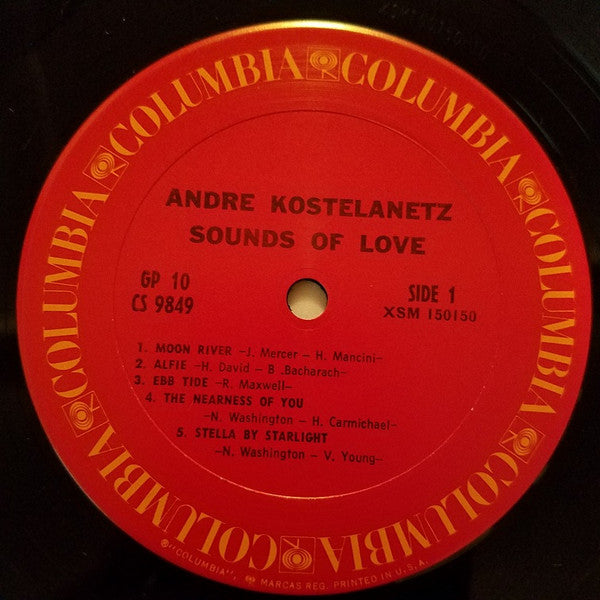 COLUMBIA COLUMBIA COLUMBIA COLUMBIA COLUMBIA COLUMBIA COLUMBIA COLUMBIA
ANDRE KOSTELANETZ
SOUNDS OF LOVE
GP 10
CS 9849
SIDE 1
XSM 150150
1. MOON RIVER –J. Mercer – H. Mancini–
2. ALFIE –H. David – B .Bacharach–
3. EBB TIDE –R. Maxwell–
4. THE NEARNESS OF YOU
–N. Washington – H. Carmichael–
5. STELLA BY STARLIGHT
–N. Washington – V. Young–
®"COLUMBIA", MARCAS REG. PRINTED IN U.S.A.